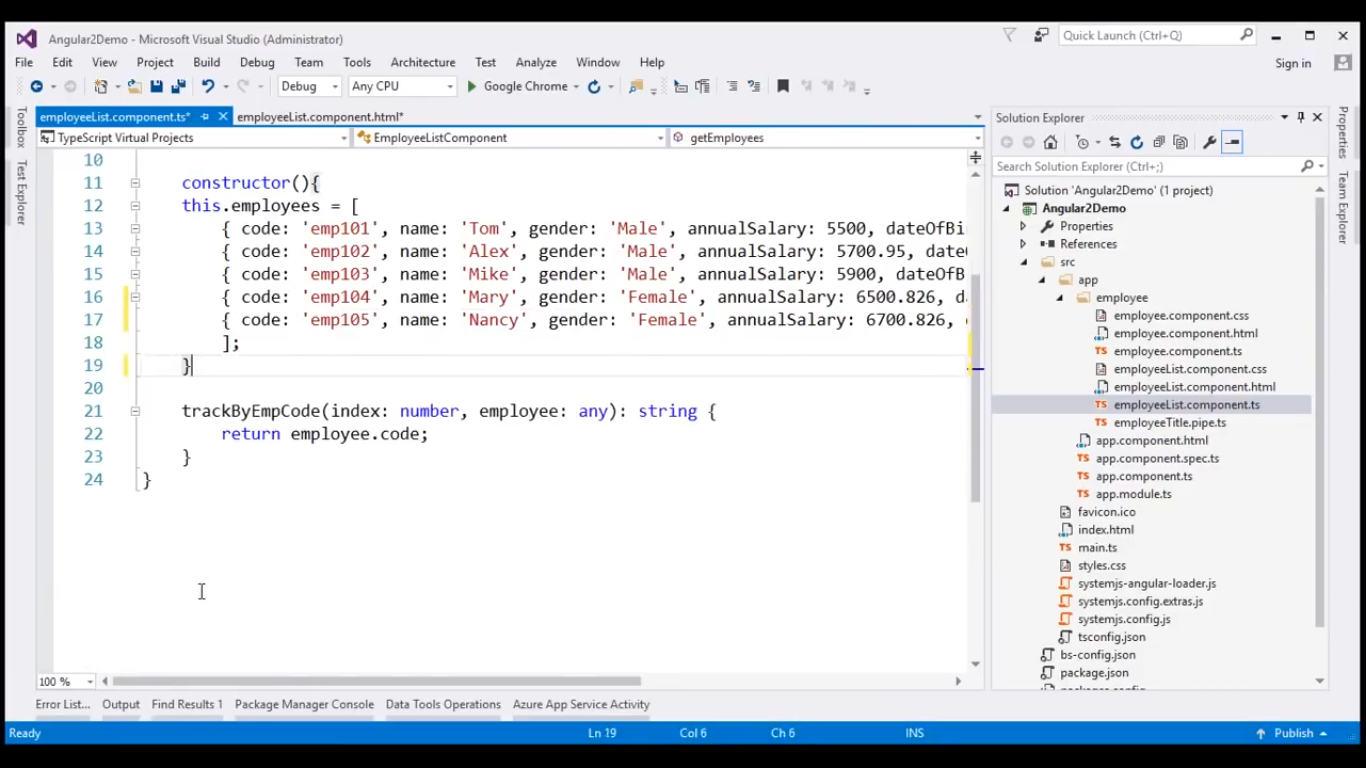 Angular2Demo - Microsoft Visual Studio (Administrator)
Quick Launch (Ctrl+Q)
File Edit View Project Build Debug Team Tools Architecture Test Analyze Window Help
Sign in
Debug Any CPU Google Chrome
Toolbox
Test Explorer
employeeList.component.ts* employeeList.component.html*
TypeScript Virtual Projects EmployeeListComponent getEmployees
10
11 constructor(){
12 this.employees = [
13 { code: 'emp101', name: 'Tom', gender: 'Male', annualSalary: 5500, dateOfBi
14 { code: 'emp102', name: 'Alex', gender: 'Male', annualSalary: 5700.95, date
15 { code: 'emp103', name: 'Mike', gender: 'Male', annualSalary: 5900, dateOfB
16 { code: 'emp104', name: 'Mary', gender: 'Female', annualSalary: 6500.826, d
17 { code: 'emp105', name: 'Nancy', gender: 'Female', annualSalary: 6700.826,
18 ];
19 }
20
21 trackByEmpCode(index: number, employee: any): string {
22 return employee.code;
23 }
24 }
100 %
Solution Explorer
Search Solution Explorer (Ctrl+;)
Solution 'Angular2Demo' (1 project)
Angular2Demo
Properties
References
src
app
employee
employee.component.css
employee.component.html
TS employee.component.ts
employeeList.component.css
employeeList.component.html
TS employeeList.component.ts
TS employeeTitle.pipe.ts
app.component.html
TS app.component.spec.ts
TS app.component.ts
TS app.module.ts
favicon.ico
index.html
TS main.ts
styles.css
systemjs-angular-loader.js
systemjs.config.extras.js
systemjs.config.js
tsconfig.json
bs-config.json
package.json
Properties
Team Explorer
Error List... Output Find Results 1 Package Manager Console Data Tools Operations Azure App Service Activity
Ready Ln 19 Col 6 Ch 6 INS Publish